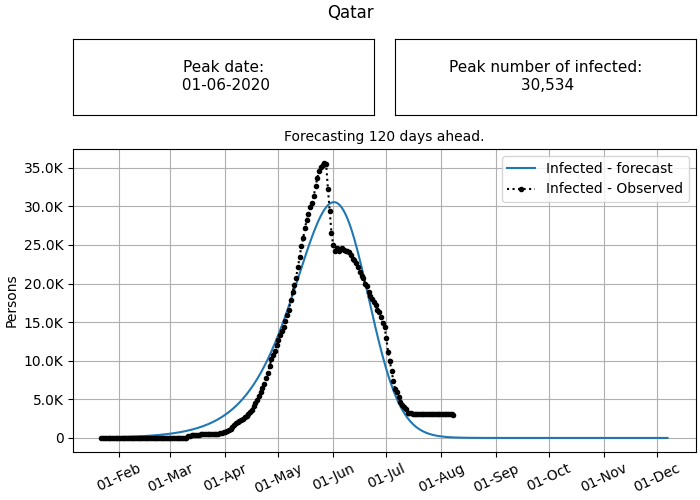 Qatar
Peak date:
01-06-2020
Peak number of infected:
30,534
Forecasting 120 days ahead.
Infected - forecast
Infected - Observed
Persons
35.0K
30.0K
25.0K
20.0K
15.0K
10.0K
5.0K
0
01-Feb
01-Mar
01-Apr
01-May
01-Jun
01-Jul
01-Aug
01-Sep
01-Oct
01-Nov
01-Dec